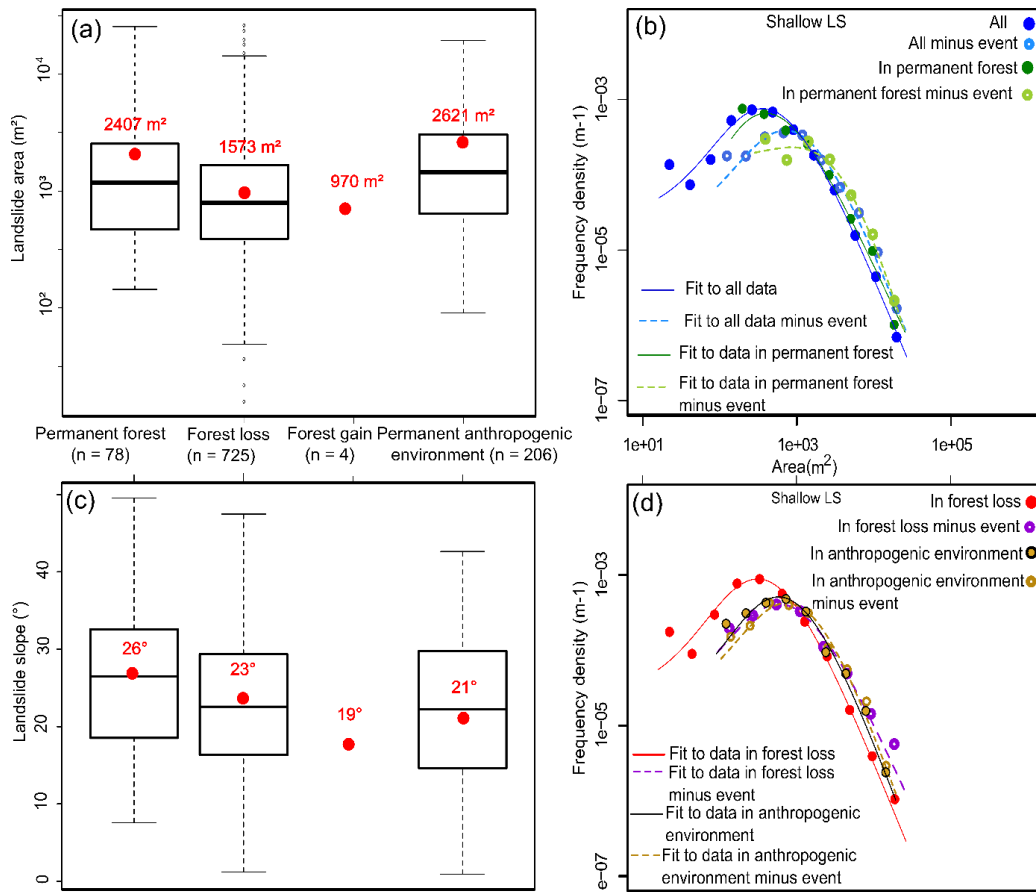 (a)
Landslide area (m²)
10⁴
10³
10²
2407 m²
1573 m²
970 m²
2621 m²
Permanent forest
(n = 78)
Forest loss
(n = 725)
Forest gain
(n = 4)
Permanent anthropogenic
environment (n = 206)
(b)
Shallow LS
All
All minus event
In permanent forest
In permanent forest minus event
Frequency density (m-1)
1e-03
1e-05
1e-07
Fit to all data
Fit to all data minus event
Fit to data in permanent forest
Fit to data in permanent forest
minus event
1e+01
1e+03
1e+05
Area(m²)
(c)
Landslide slope (°)
40
30
20
10
0
26°
23°
19°
21°
(d)
Shallow LS
In forest loss
In forest loss minus event
In anthropogenic environment
In anthropogenic environment
minus event
Frequency density (m-1)
1e-03
1e-05
1e-07
Fit to data in forest loss
Fit to data in forest loss
minus event
Fit to data in anthropogenic
environment
Fit to data in anthropogenic
environment minus event